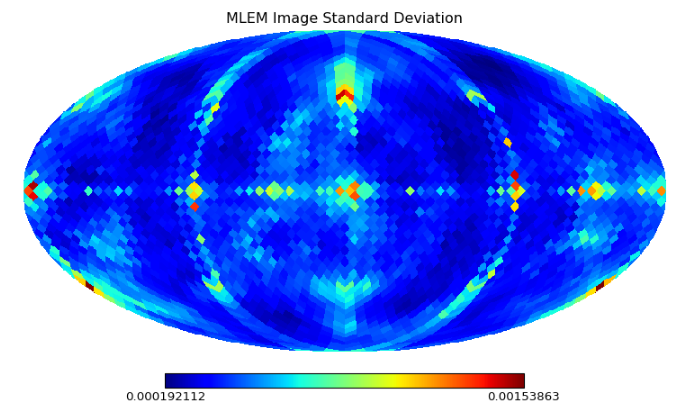 MLEM Image Standard Deviation
0.000192112 0.00153863